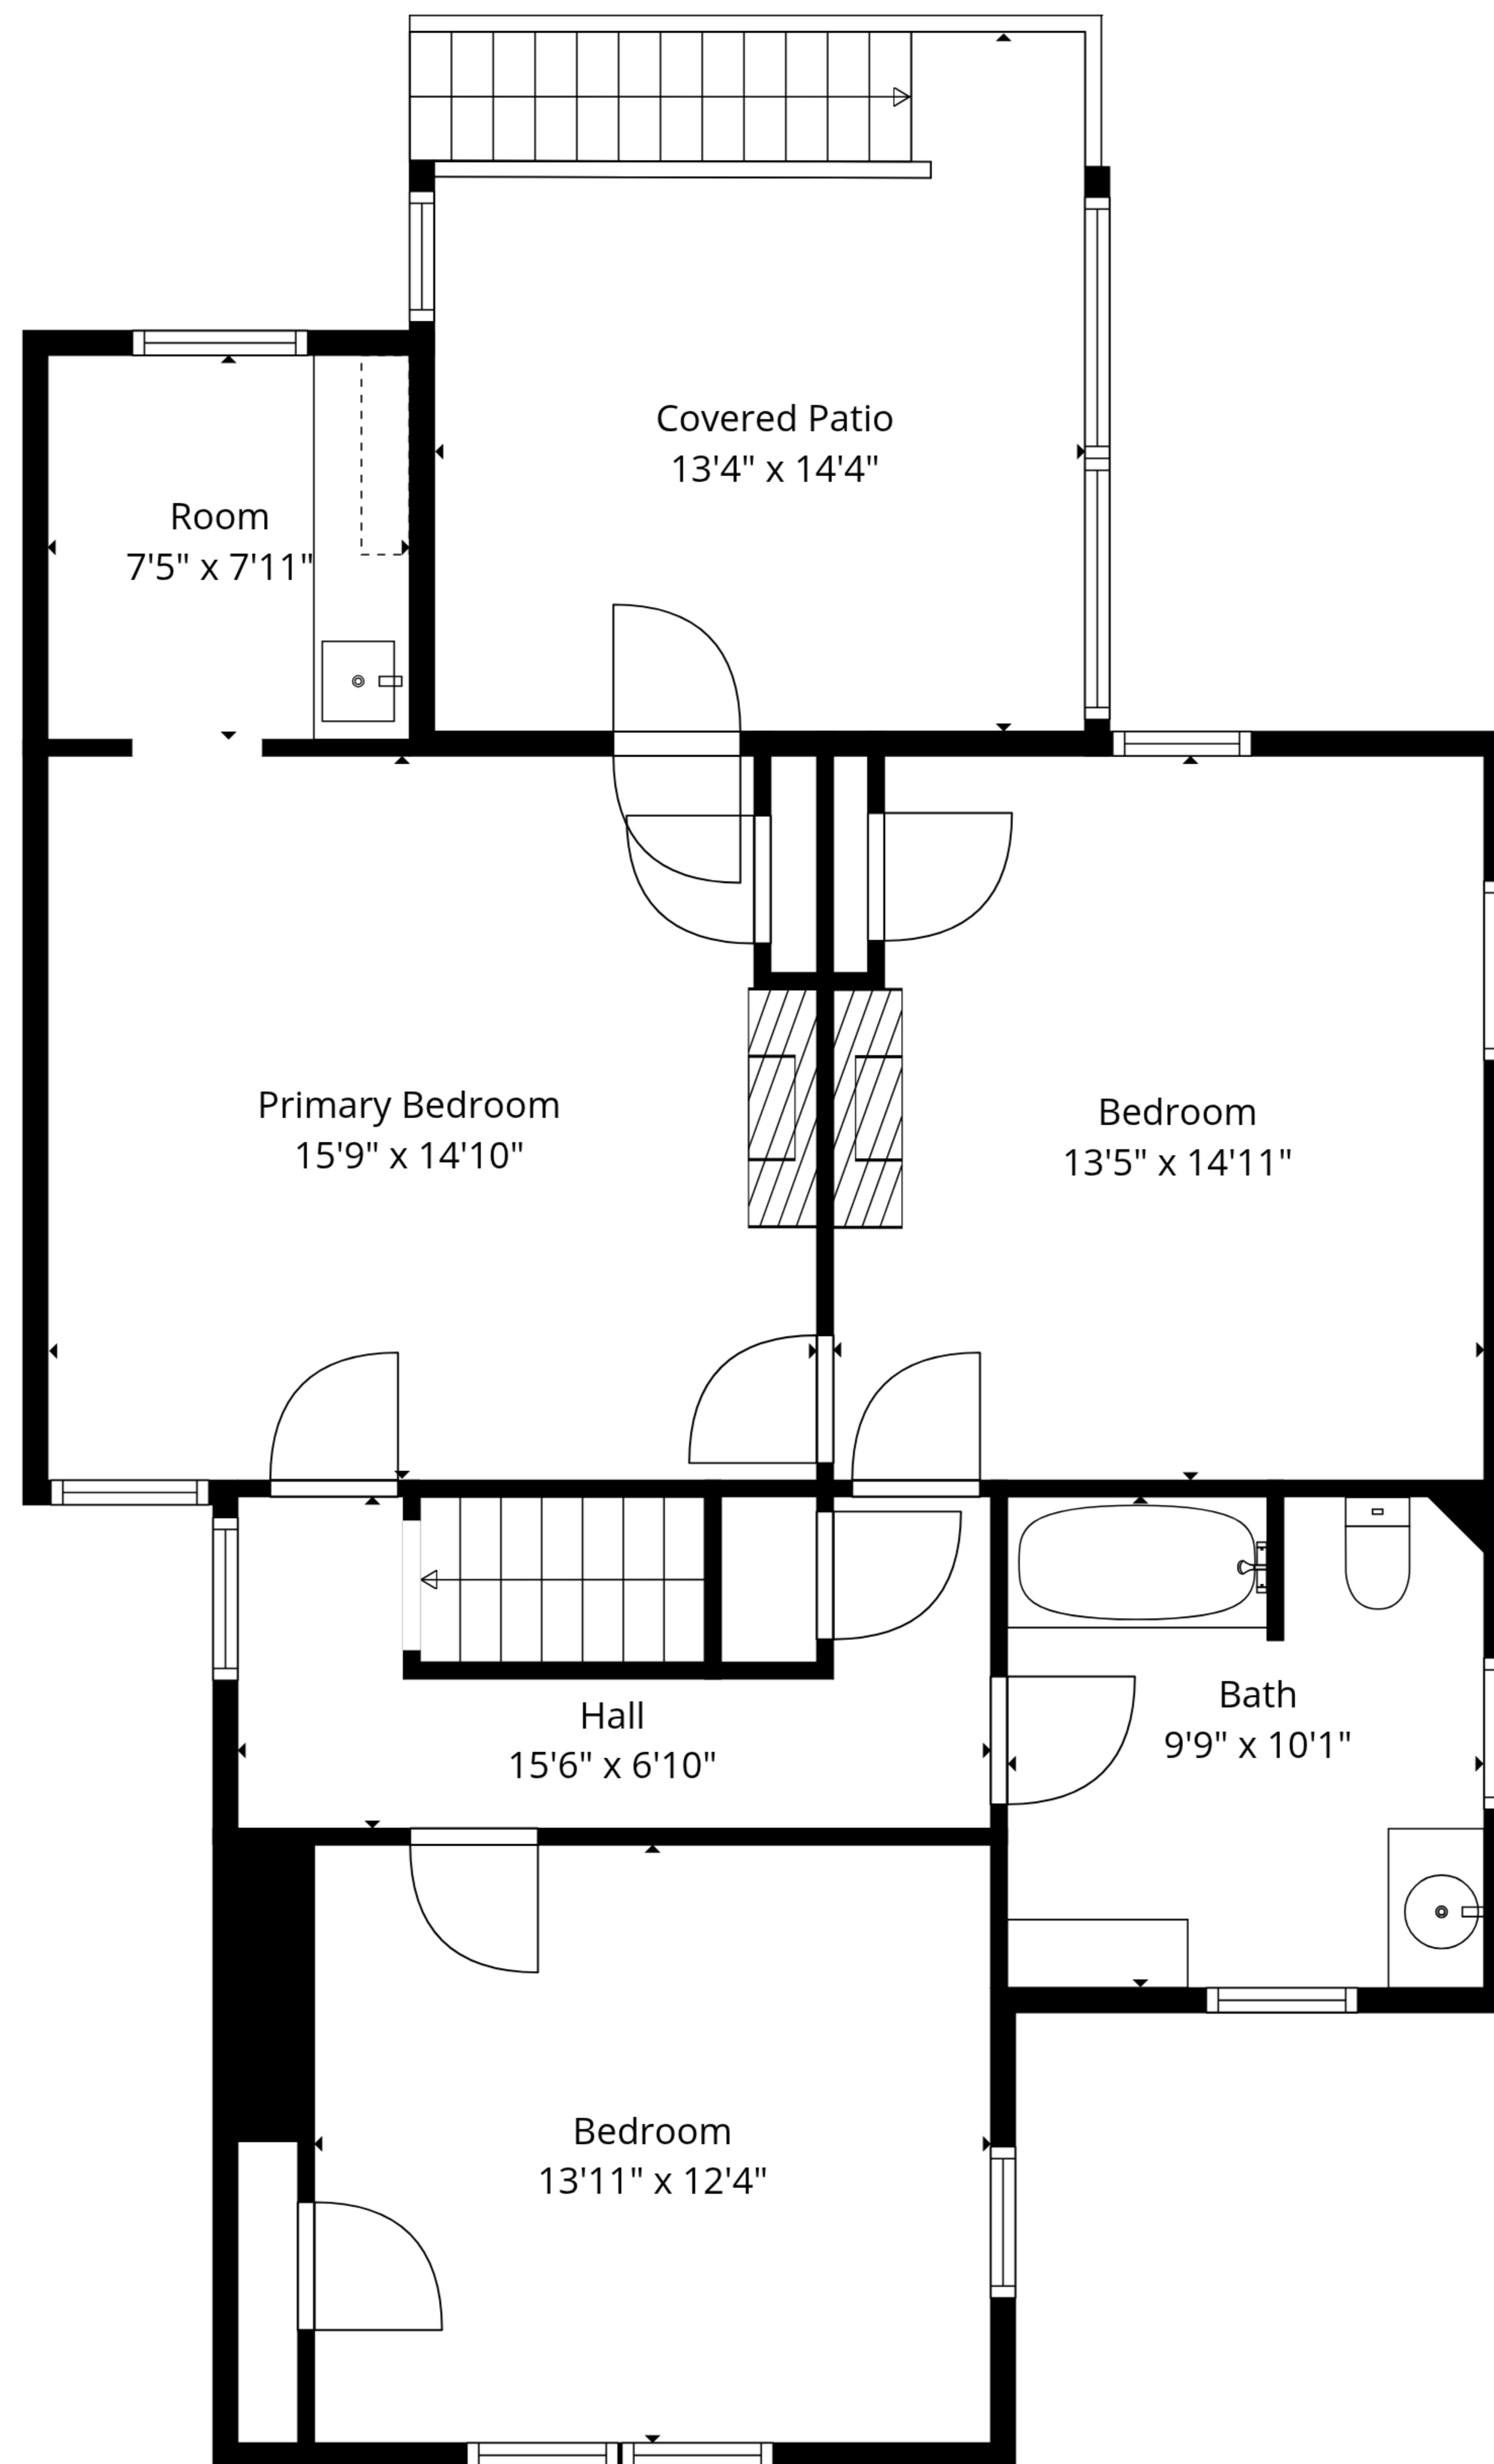 Covered Patio
13'4" x 14'4"
Room
7'5" x 7'11"
Primary Bedroom
15'9" x 14'10"
Bedroom
13'5" x 14'11"
Hall
15'6" x 6'10"
Bath
9'9" x 10'1"
Bedroom
13'11" x 12'4"